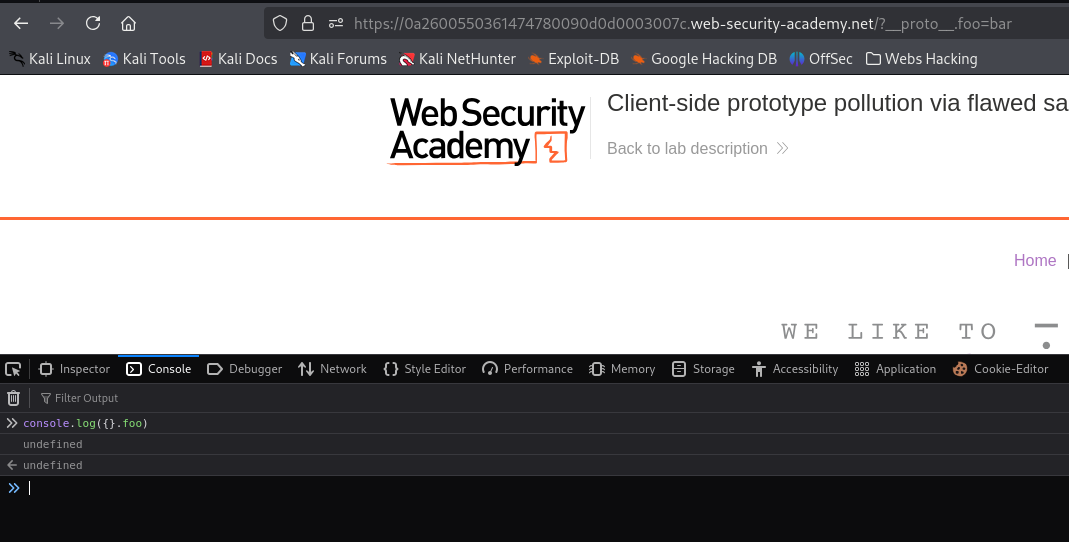 https://0a2600550361474780090d0d0003007c.web-security-academy.net/?__proto__.foo=bar
Kali Linux Kali Tools Kali Docs Kali Forums Kali NetHunter Exploit-DB Google Hacking DB OffSec Webs Hacking
WebSecurity
Academy
Client-side prototype pollution via flawed sa
Back to lab description
Home
WE LIKE TO
Inspector Console Debugger Network {} Style Editor Performance Memory Storage Accessibility Application Cookie-Editor
Filter Output
console.log({}.foo)
undefined
undefined